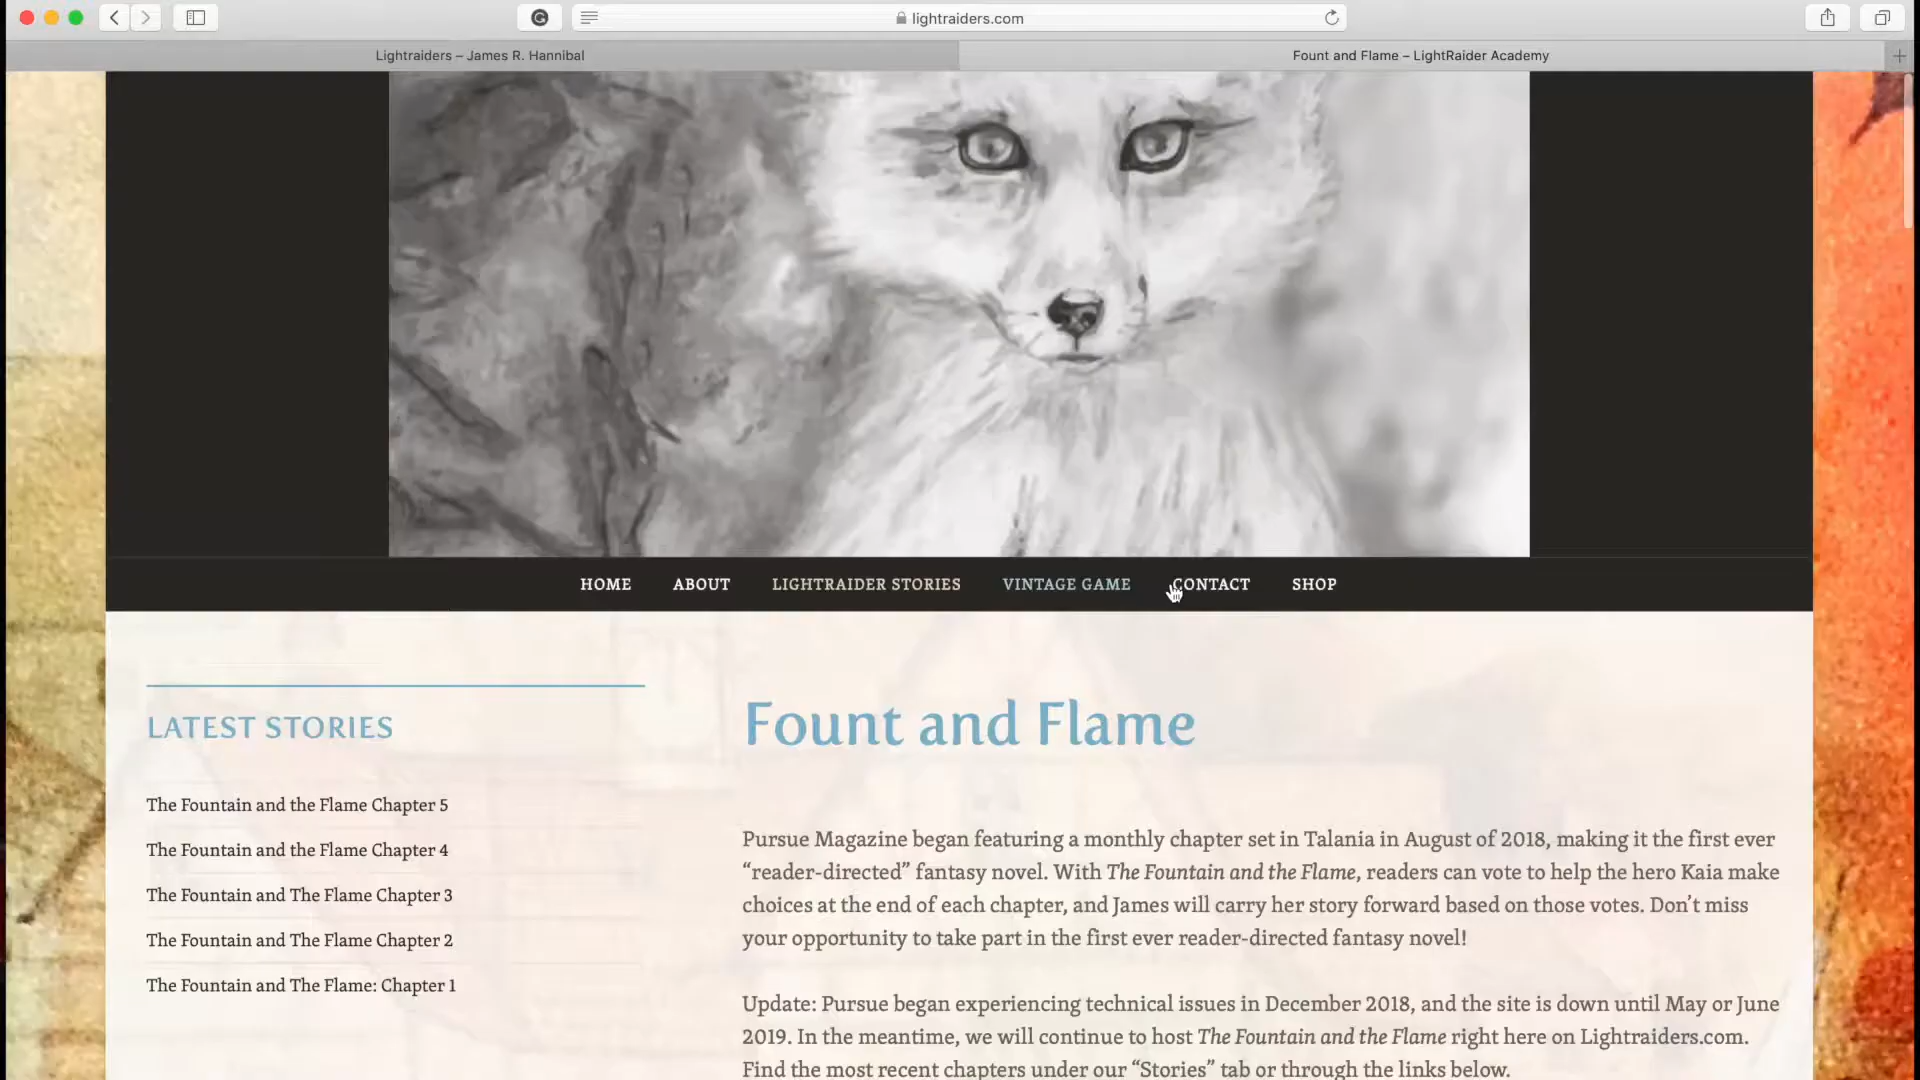 lightraiders.com
Lightraiders – James R. Hannibal
Fount and Flame – LightRaider Academy
HOME ABOUT LIGHTRAIDER STORIES VINTAGE GAME CONTACT SHOP
LATEST STORIES
The Fountain and the Flame Chapter 5
The Fountain and the Flame Chapter 4
The Fountain and The Flame Chapter 3
The Fountain and The Flame Chapter 2
The Fountain and The Flame: Chapter 1
Fount and Flame
Pursue Magazine began featuring a monthly chapter set in Talania in August of 2018, making it the first ever
“reader-directed” fantasy novel. With The Fountain and the Flame, readers can vote to help the hero Kaia make
choices at the end of each chapter, and James will carry her story forward based on those votes. Don’t miss
your opportunity to take part in the first ever reader-directed fantasy novel!
Update: Pursue began experiencing technical issues in December 2018, and the site is down until May or June
2019. In the meantime, we will continue to host The Fountain and the Flame right here on Lightraiders.com.
Find the most recent chapters under our “Stories” tab or through the links below.